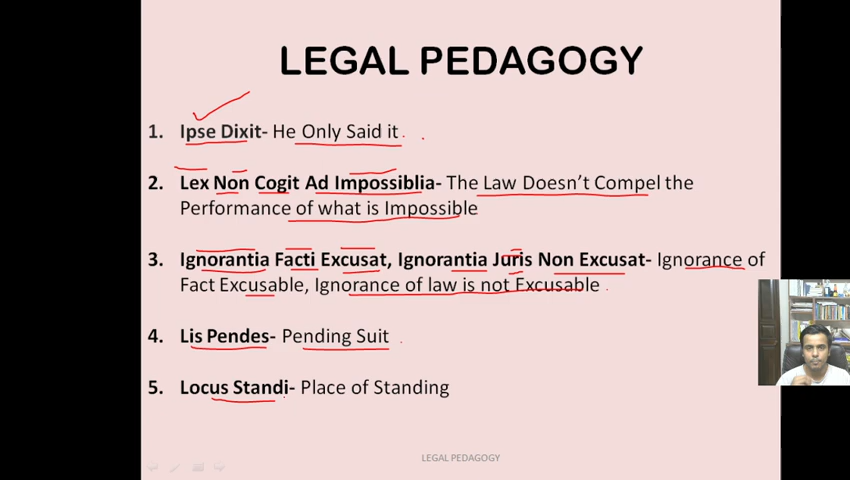 LEGAL PEDAGOGY
1. Ipse Dixit- He Only Said it
2. Lex Non Cogit Ad Impossiblia- The Law Doesn't Compel the
Performance of what is Impossible
3. Ignorantia Facti Excusat, Ignorantia Juris Non Excusat- Ignorance of
Fact Excusable, Ignorance of law is not Excusable
4. Lis Pendes- Pending Suit
5. Locus Standi- Place of Standing
LEGAL PEDAGOGY